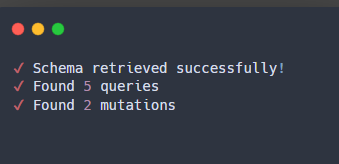 ✓ Schema retrieved successfully!
✓ Found 5 queries
✓ Found 2 mutations